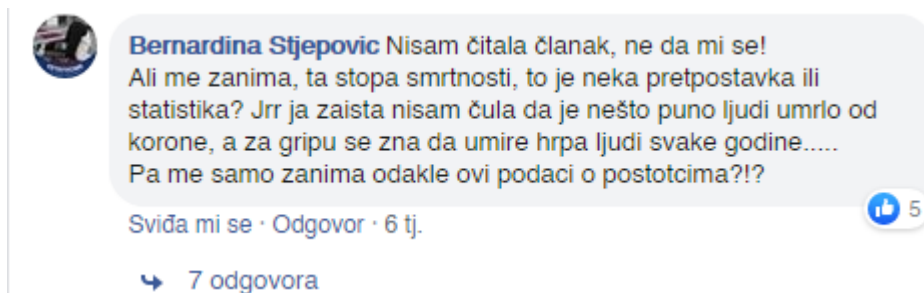 Bernardina Stjepovic Nisam čitala članak, ne da mi se!
Ali me zanima, ta stopa smrtnosti, to je neka pretpostavka ili
statistika? Jrr ja zaista nisam čula da je nešto puno ljudi umrlo od
korone, a za gripu se zna da umire hrpa ljudi svake godine.....
Pa me samo zanima odakle ovi podaci o postotcima?!?
5
Sviđa mi se · Odgovor · 6 tj.
7 odgovora